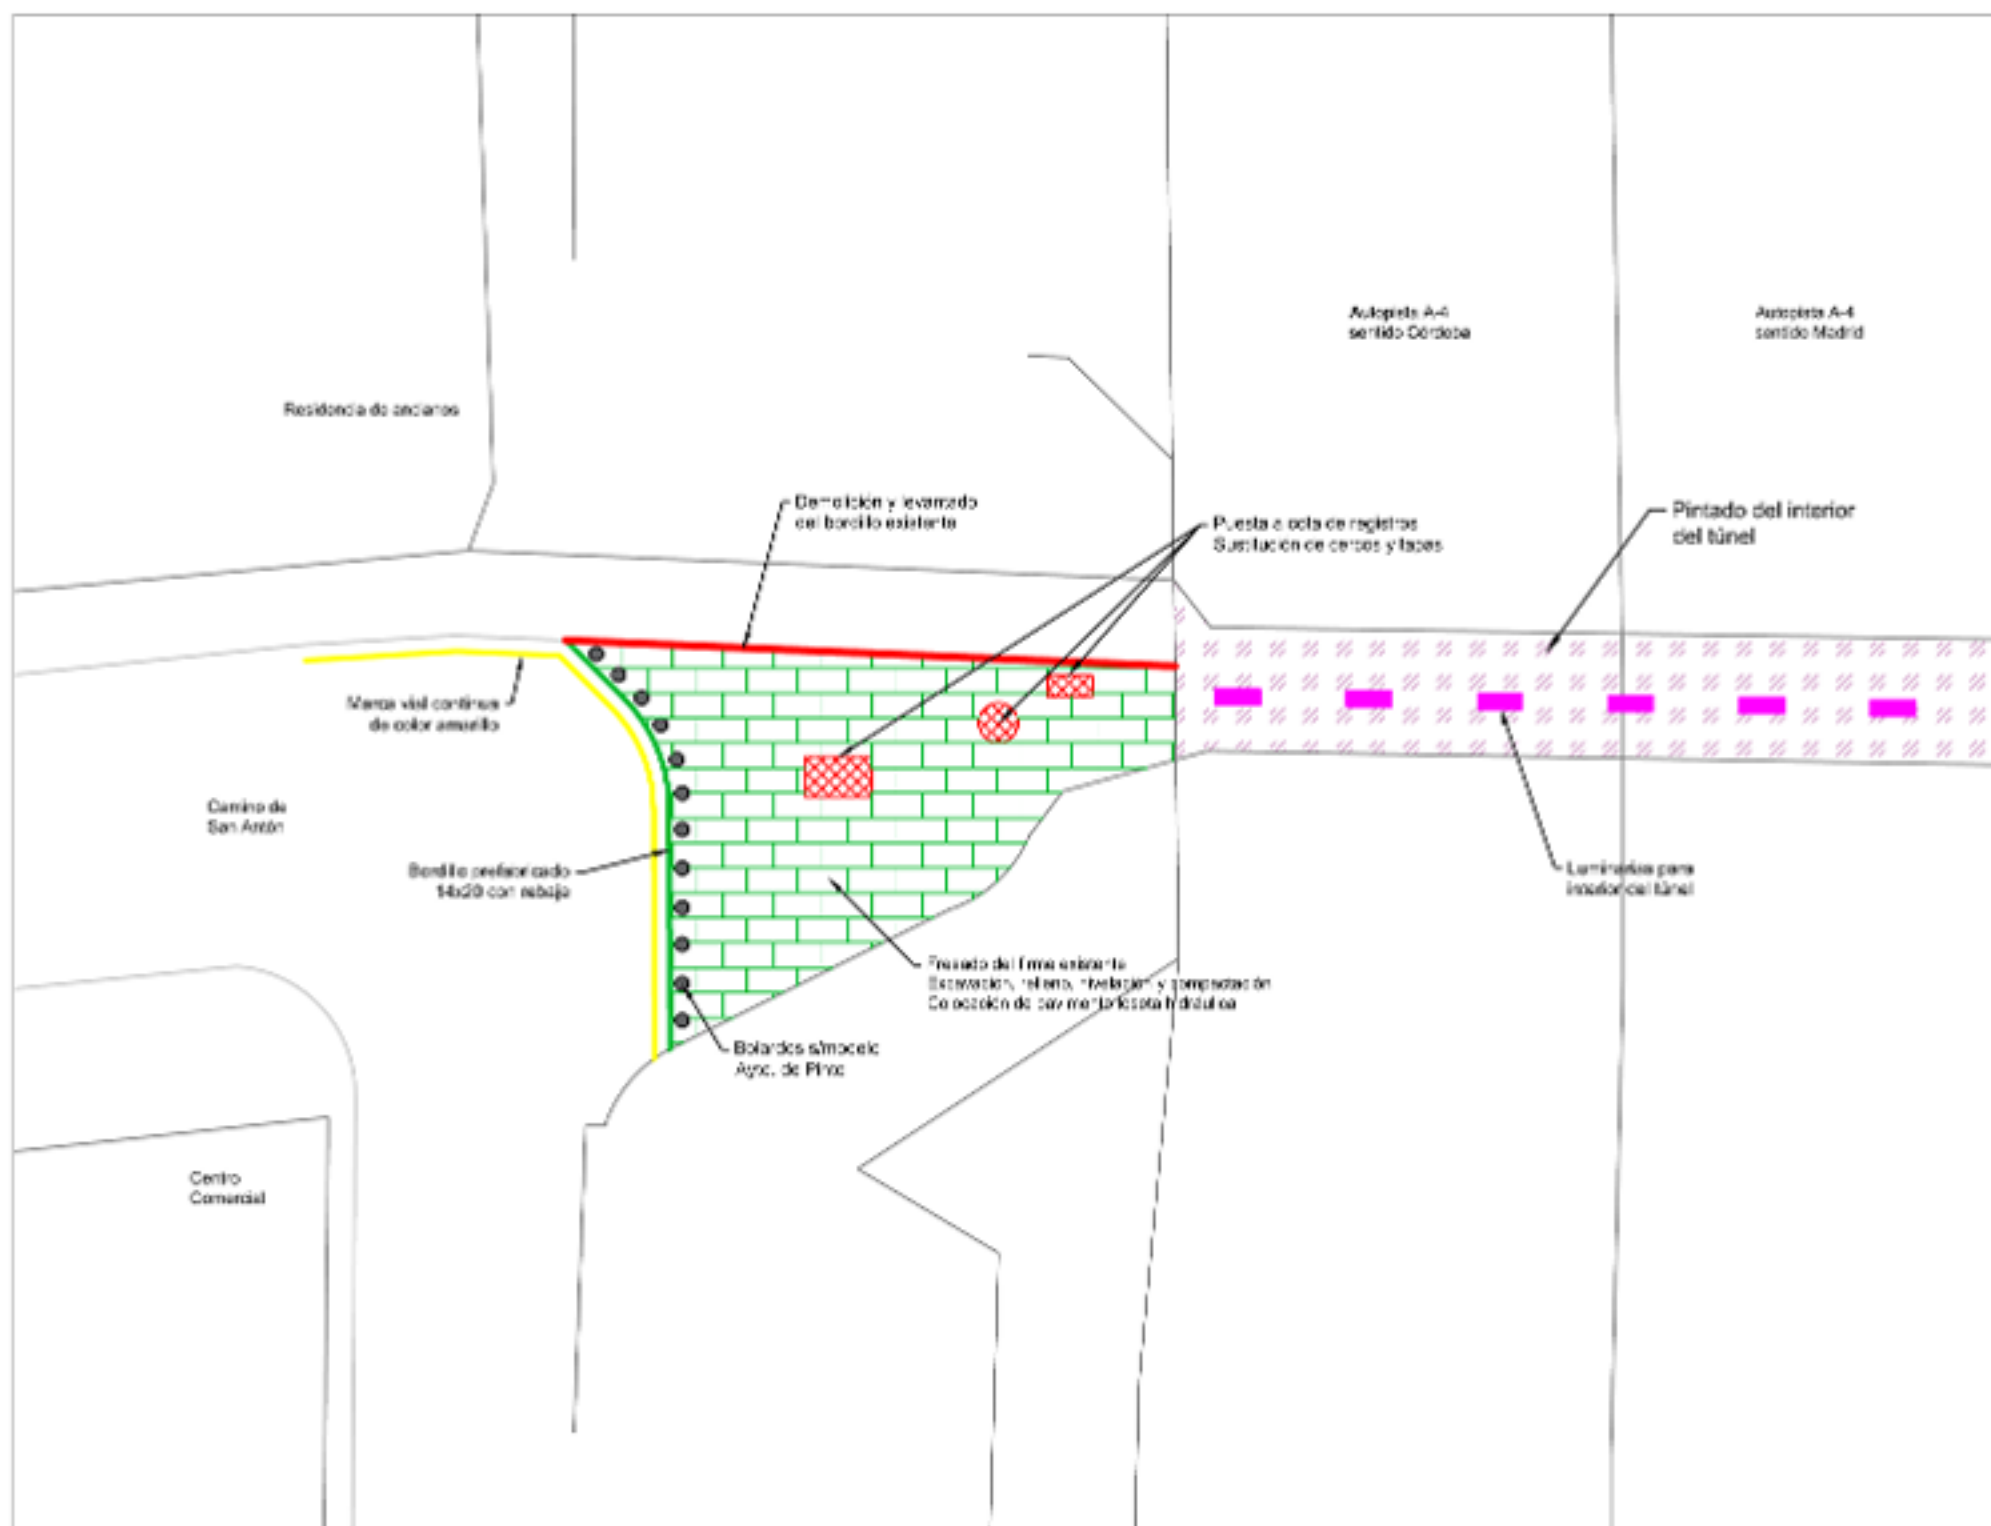 Autopista A-4
sentido Córdoba
Autopista A-4
sentido Madrid
Residencia de ancianos
Demolición y levantado
del bordillo existente
Puesta a cota de registros
Sustitución de cercos y tapas
Pintado del interior
del túnel
Marca vial continua
de color amarillo
Camino de
San Antón
Bordillo prefabricado
14x20 con rebaje
Luminarias para
interior del túnel
Fresado del firme existente
Excavación, relleno, nivelación y compactación
Colocación de pavimento loseta hidráulica
Bolardos s/modelo
Ayto. de Pinto
Centro
Comercial